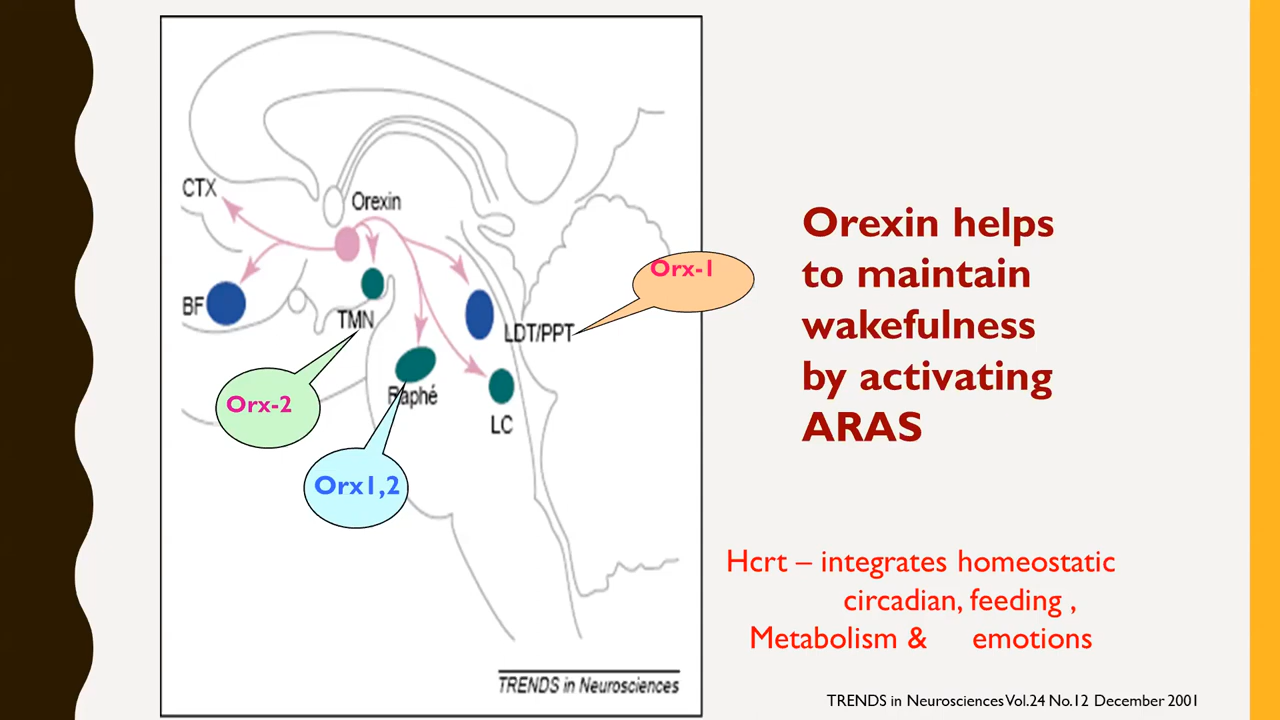 CTX
Orexin
Orx-1
BF
TMN
LDT/PPT
Orx-2
Raphé
LC
Orx1,2
TRENDS in Neurosciences
Orexin helps
to maintain
wakefulness
by activating
ARAS
Hcrt – integrates homeostatic
circadian, feeding ,
Metabolism & emotions
TRENDS in Neurosciences Vol.24 No.12 December 2001